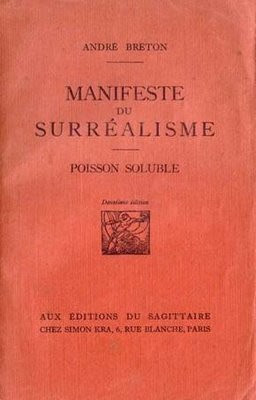 ANDRÉ BRETON
MANIFESTE
DU
SURRÉALISME
POISSON SOLUBLE
Deuxième édition
AUX ÉDITIONS DU SAGITTAIRE
CHEZ SIMON KRA, 6, RUE BLANCHE, PARIS